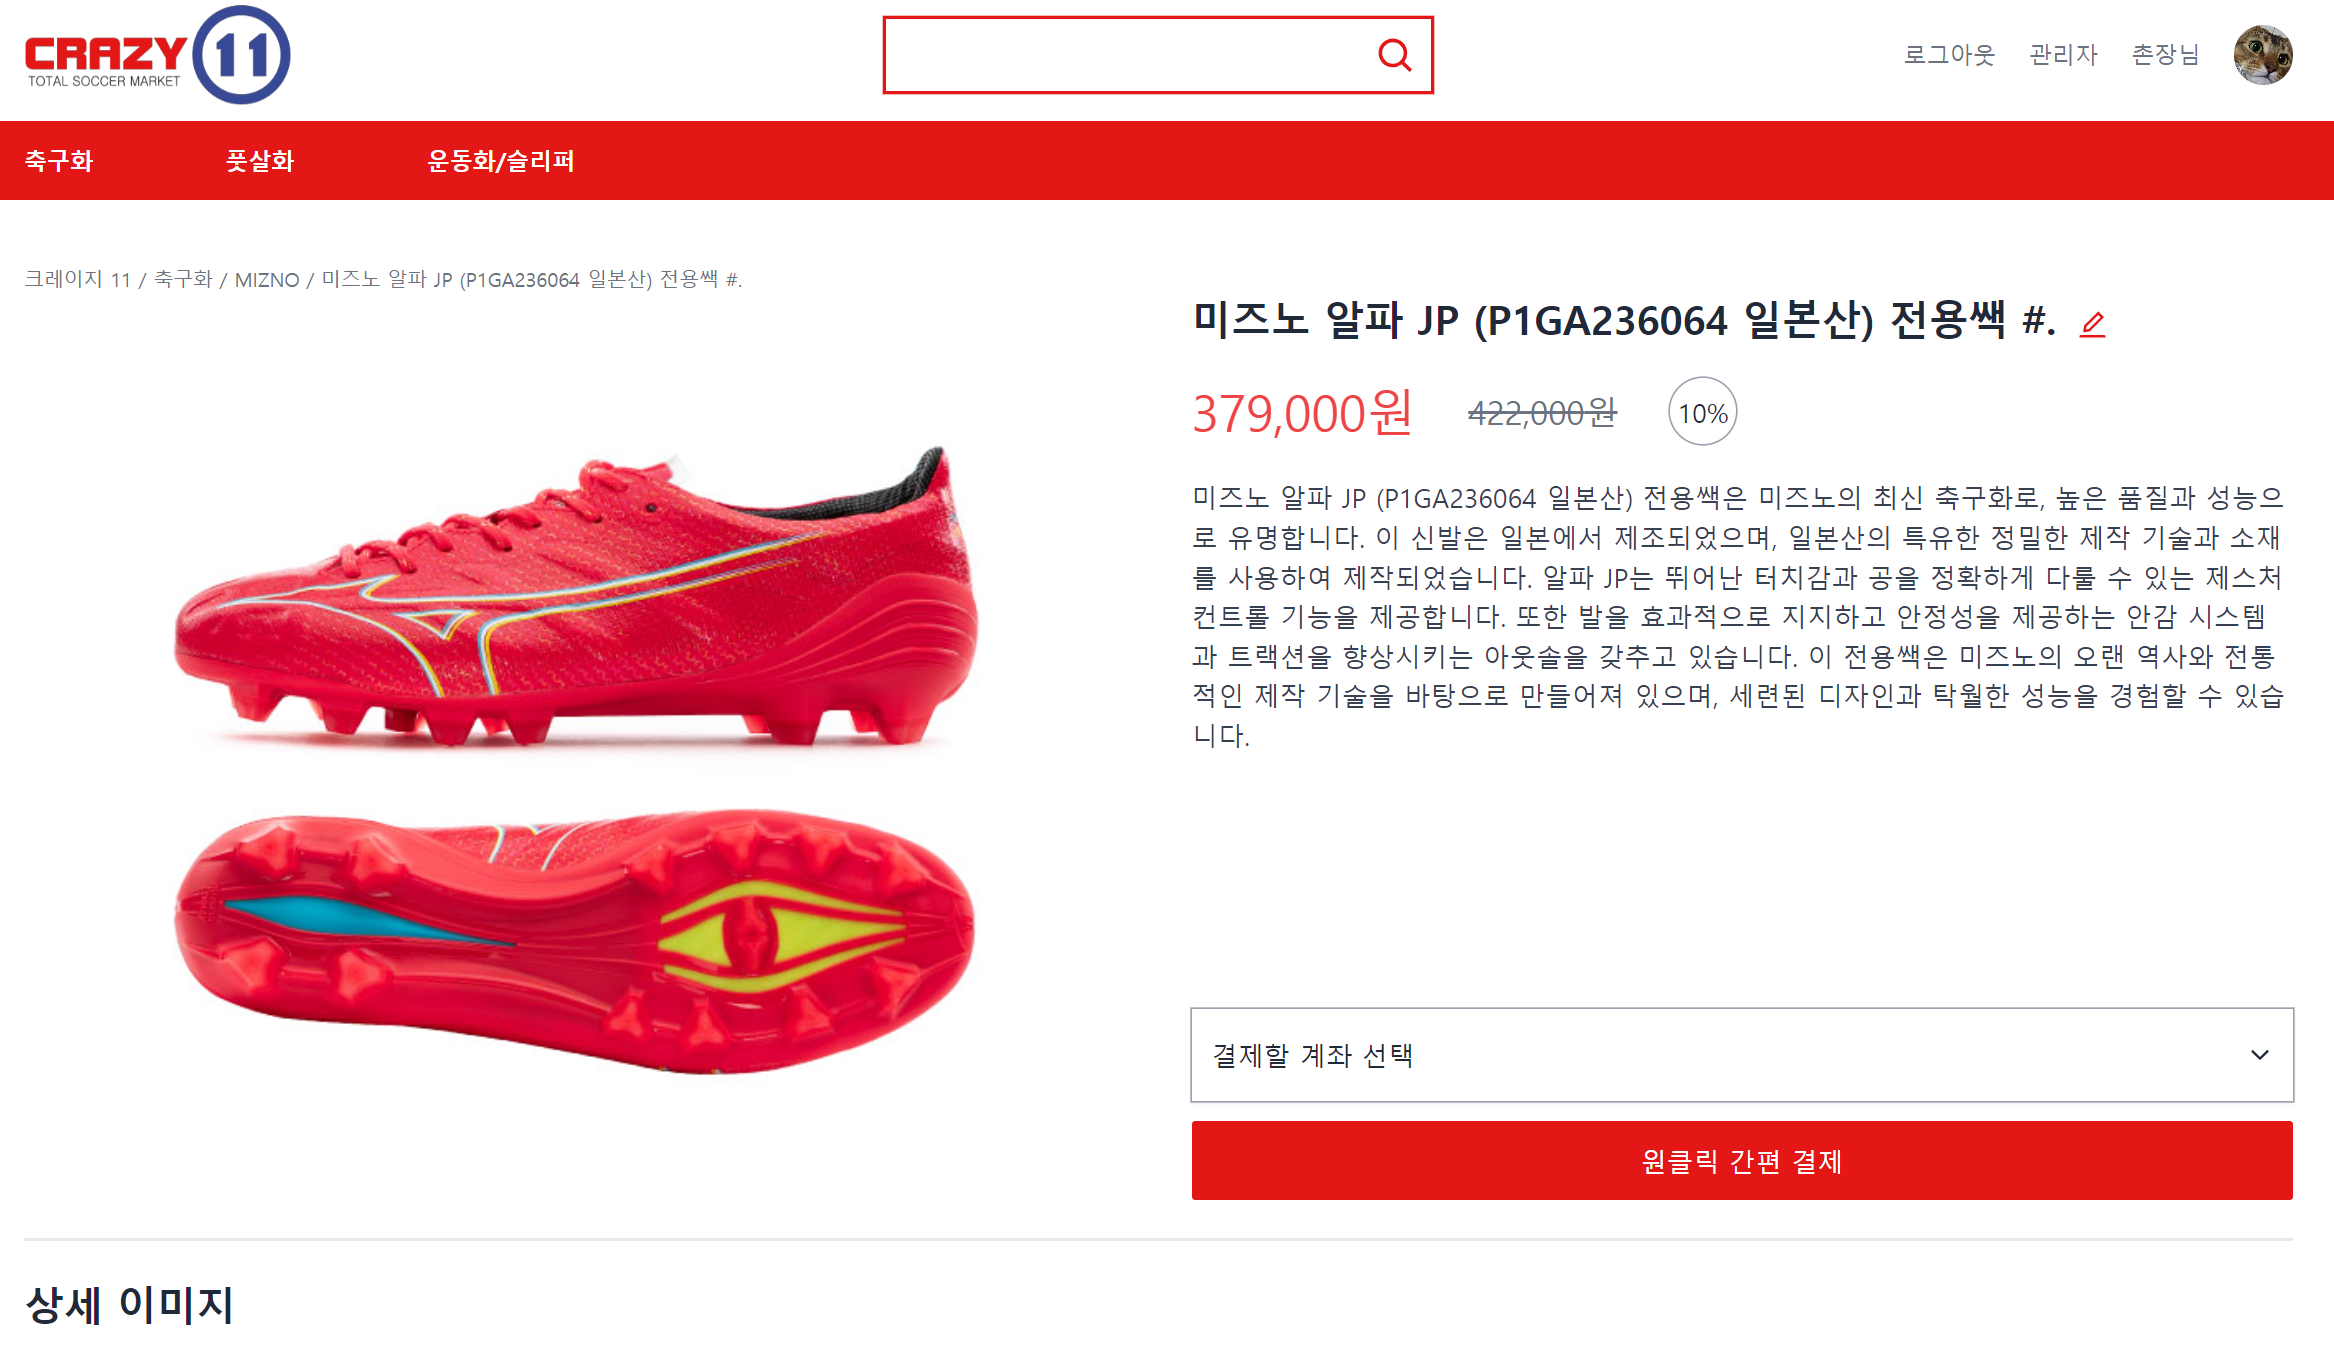 CRAZY 11
TOTAL SOCCER MARKET
로그아웃 관리자 촌장님
축구화 풋살화 운동화/슬리퍼
크레이지 11 / 축구화 / MIZNO / 미즈노 알파 JP (P1GA236064 일본산) 전용쌕 #.
미즈노 알파 JP (P1GA236064 일본산) 전용쌕 #.
379,000원 422,000원 10%
미즈노 알파 JP (P1GA236064 일본산) 전용쌕은 미즈노의 최신 축구화로, 높은 품질과 성능으
로 유명합니다. 이 신발은 일본에서 제조되었으며, 일본산의 특유한 정밀한 제작 기술과 소재
를 사용하여 제작되었습니다. 알파 JP는 뛰어난 터치감과 공을 정확하게 다룰 수 있는 제스처
컨트롤 기능을 제공합니다. 또한 발을 효과적으로 지지하고 안정성을 제공하는 안감 시스템
과 트랙션을 향상시키는 아웃솔을 갖추고 있습니다. 이 전용쌕은 미즈노의 오랜 역사와 전통
적인 제작 기술을 바탕으로 만들어져 있으며, 세련된 디자인과 탁월한 성능을 경험할 수 있습
니다.
결제할 계좌 선택
원클릭 간편 결제
상세 이미지